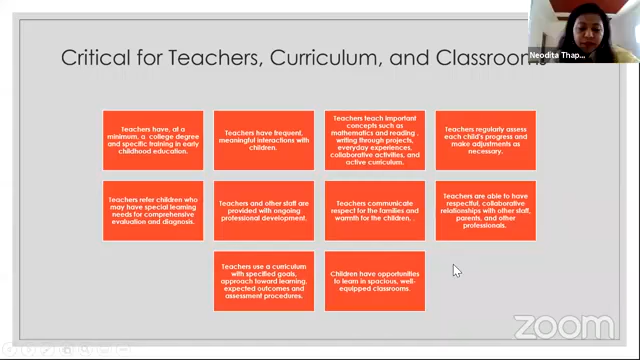 Neodita Thap...
Critical for Teachers, Curriculum, and Classrooms
Teachers have, at a
minimum, a college degree
and specific training in early
childhood education.
Teachers have frequent,
meaningful interactions with
children.
Teachers teach important
concepts such as
mathematics and reading ,
writing through projects,
everyday experiences,
collaborative activities, and
active curriculum.
Teachers regularly assess
each child's progress and
make adjustments as
necessary.
Teachers refer children who
may have special learning
needs for comprehensive
evaluation and diagnosis.
Teachers and other staff are
provided with ongoing
professional development.
Teachers communicate
respect for the families and
warmth for the children. .
Teachers are able to have
respectful, collaborative
relationships with other staff,
parents, and other
professionals.
Teachers use a curriculum
with specified goals,
approach toward learning,
expected outcomes and
assessment procedures.
Children have opportunities
to learn in spacious, well-
equipped classrooms.
zoom